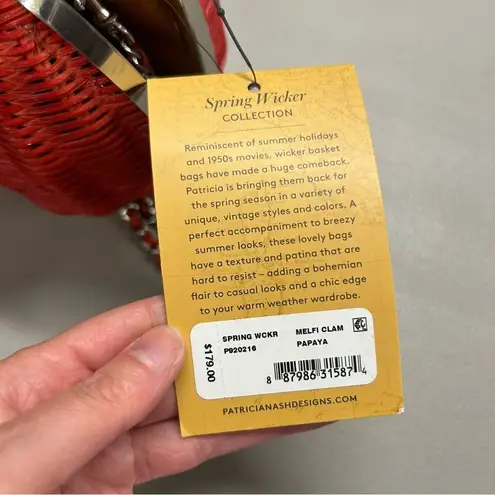 Spring Wicker
COLLECTION
Reminiscent of summer holidays
and 1950s movies, wicker basket
bags have made a huge comeback.
Patricia is bringing them back for
the spring season in a variety of
unique, vintage styles and colors. A
perfect accompaniment to breezy
summer looks, these lovely bags
have a texture and patina that are
hard to resist – adding a bohemian
flair to casual looks and a chic edge
to your warm weather wardrobe.
$179.00
SPRING WCKR MELFI CLAM
P920216 PAPAYA
8 87986 31587 4
PATRICIANASHDESIGNS.COM